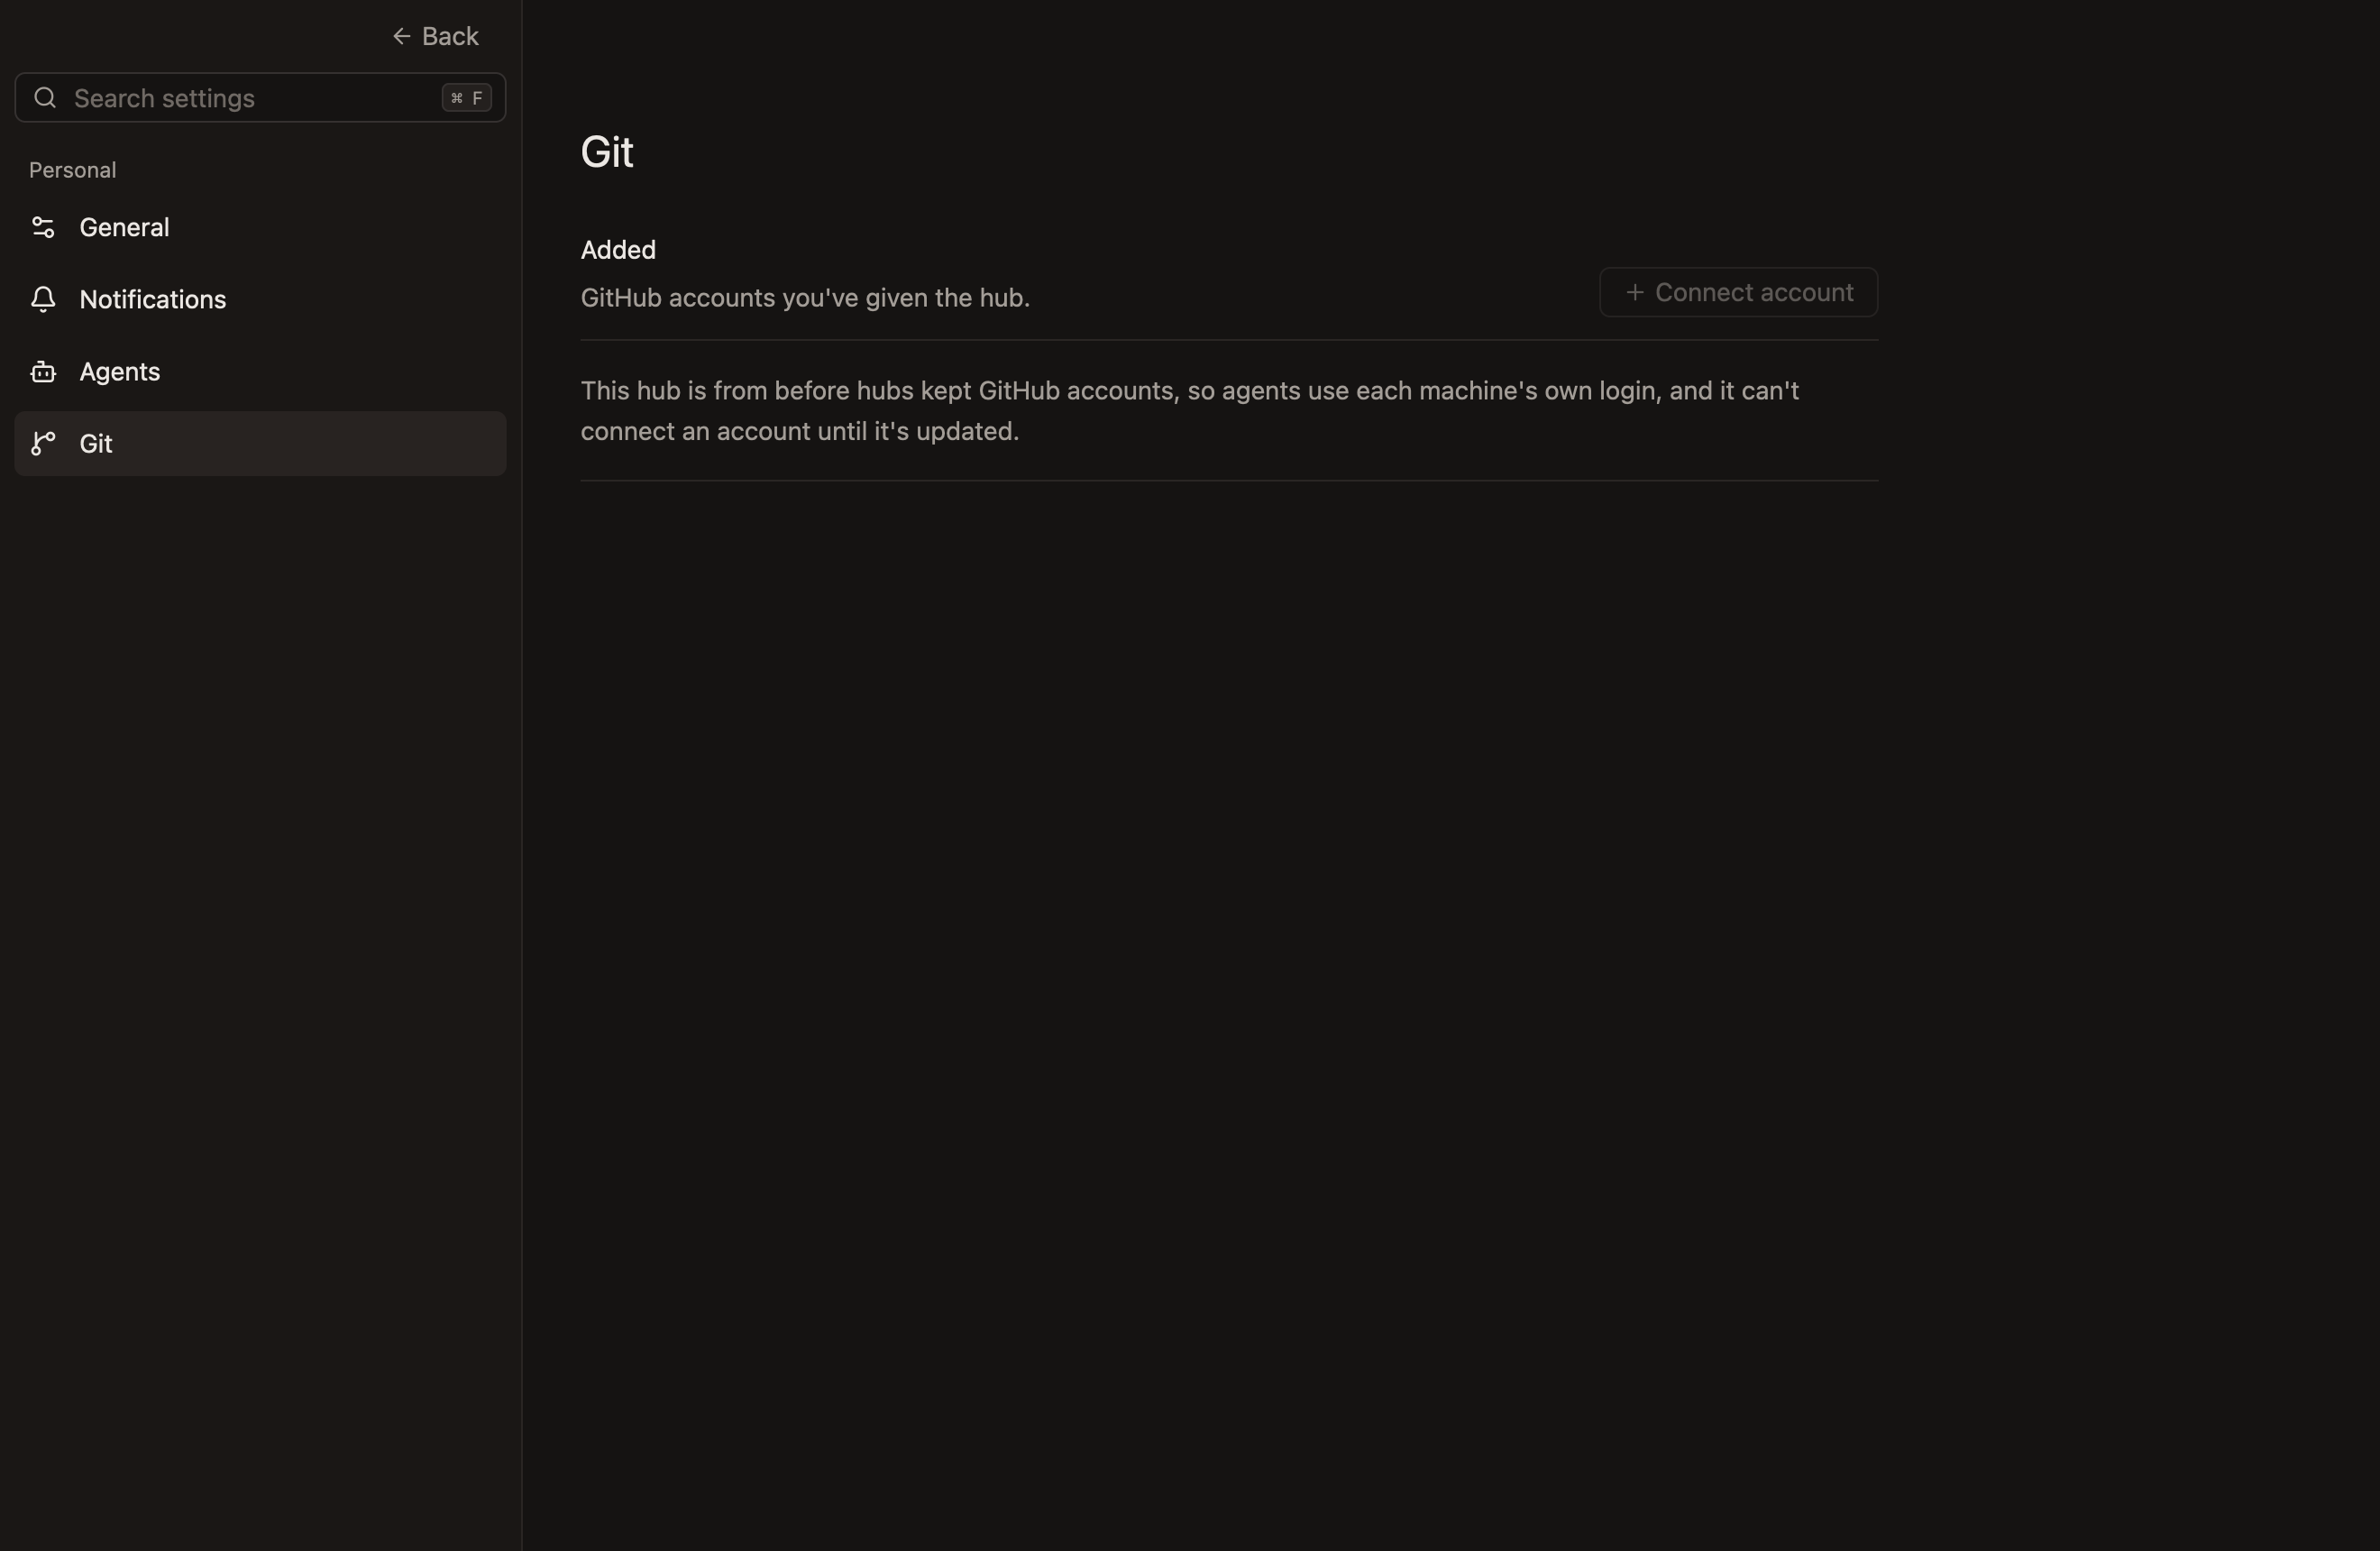 Back
Search settings
⌘ F
Personal
General
Notifications
Agents
Git
Git
Added
GitHub accounts you've given the hub.
+ Connect account
This hub is from before hubs kept GitHub accounts, so agents use each machine's own login, and it can't
connect an account until it's updated.